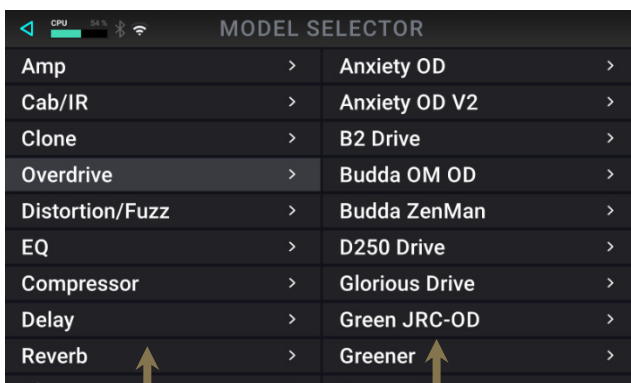 CPU 54% MODEL SELECTOR
Amp > Anxiety OD >
Cab/IR > Anxiety OD V2 >
Clone > B2 Drive >
Overdrive > Budda OM OD >
Distortion/Fuzz > Budda ZenMan >
EQ > D250 Drive >
Compressor > Glorious Drive >
Delay > Green JRC-OD >
Reverb > Greener >